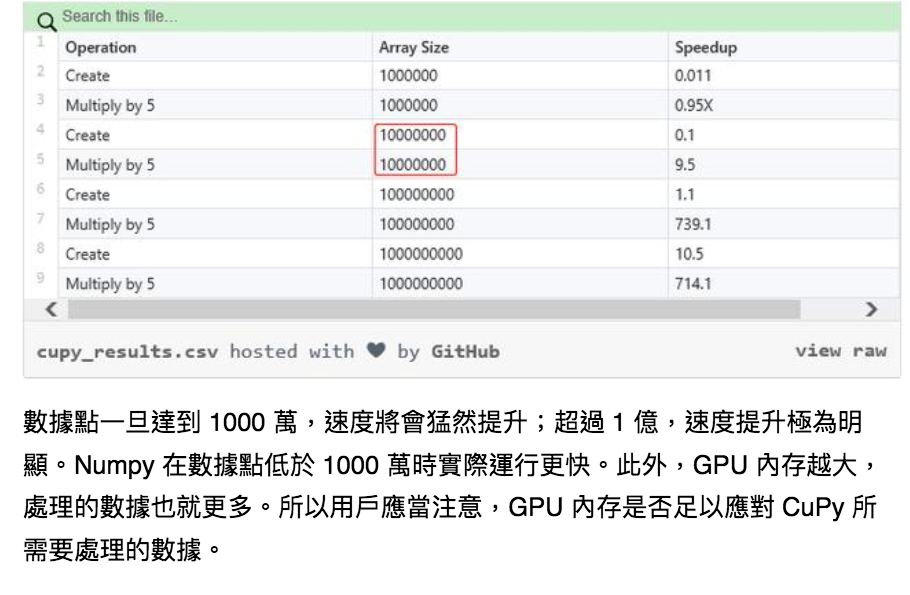 Search this file...
1 Operation Array Size Speedup
2 Create 1000000 0.011
3 Multiply by 5 1000000 0.95X
4 Create 10000000 0.1
5 Multiply by 5 10000000 9.5
6 Create 100000000 1.1
7 Multiply by 5 100000000 739.1
8 Create 1000000000 10.5
9 Multiply by 5 1000000000 714.1
cupy_results.csv hosted with ❤ by GitHub view raw
數據點一旦達到 1000 萬,速度將會猛然提升;超過 1 億,速度提升極為明
顯。Numpy 在數據點低於 1000 萬時實際運行更快。此外,GPU 內存越大,
處理的數據也就更多。所以用戶應當注意,GPU 內存是否足以應對 CuPy 所
需要處理的數據。